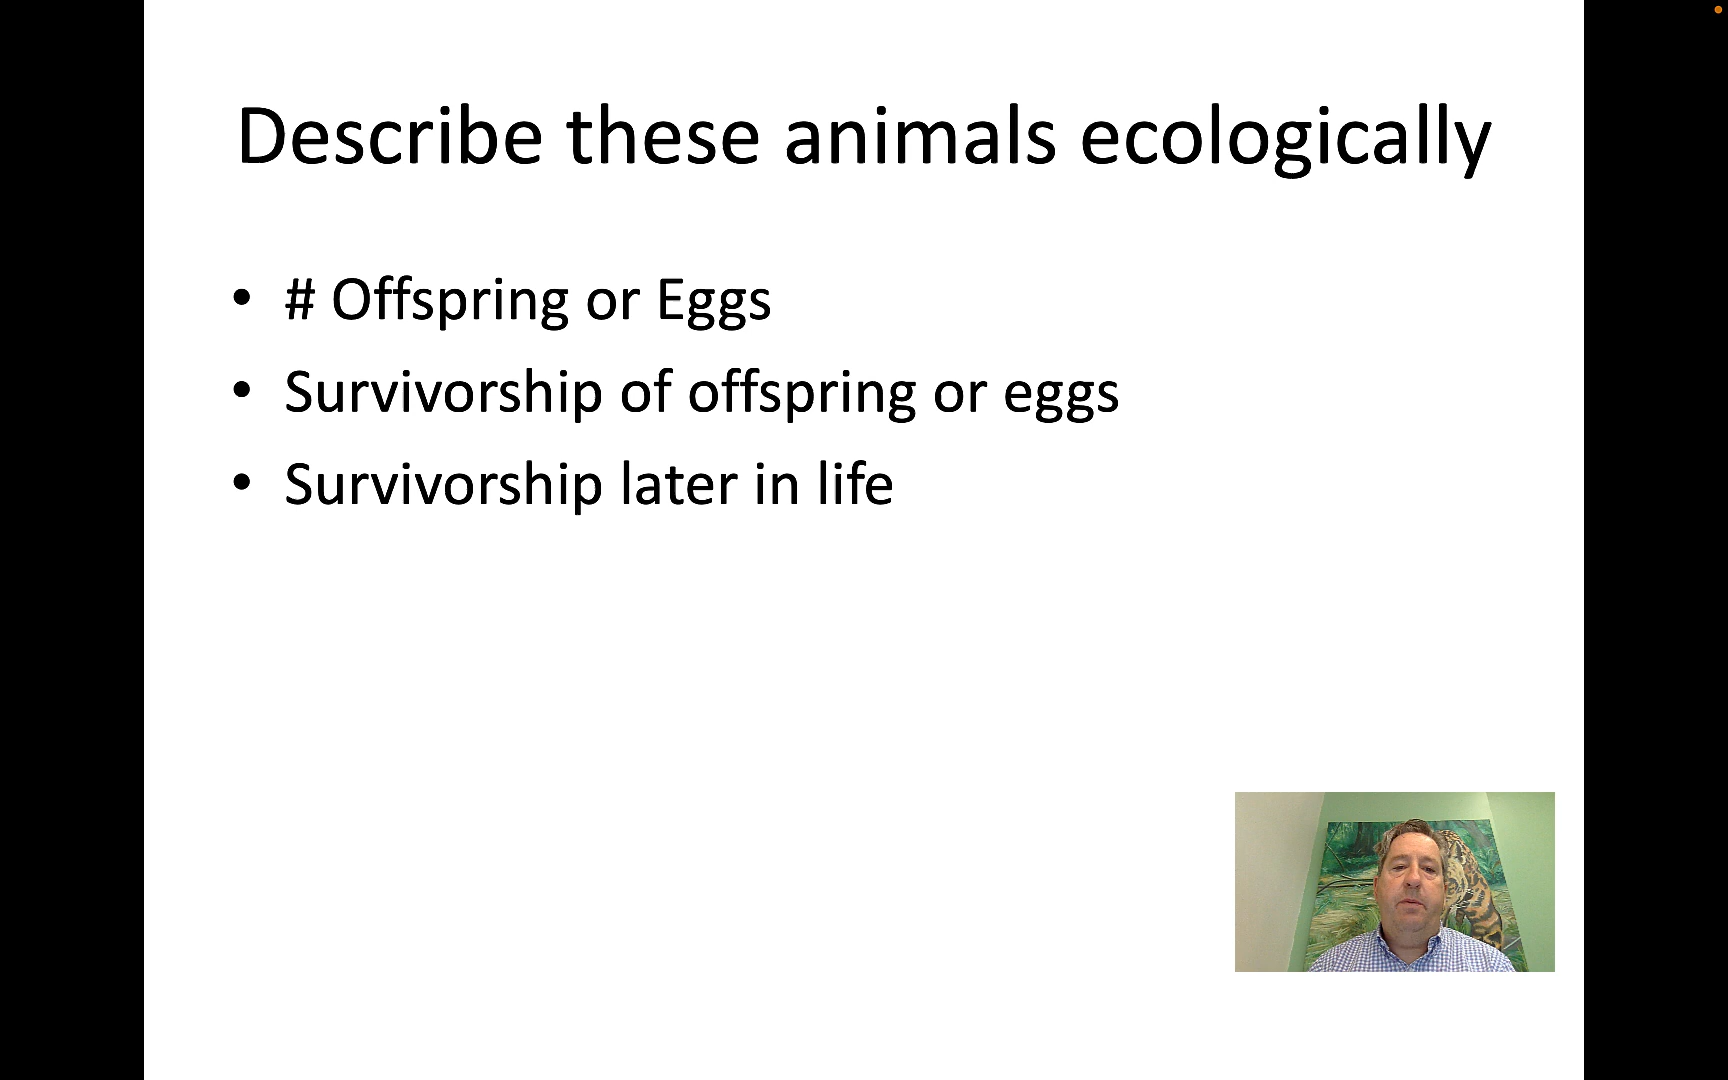 Describe these animals ecologically
• # Offspring or Eggs
• Survivorship of offspring or eggs
• Survivorship later in life